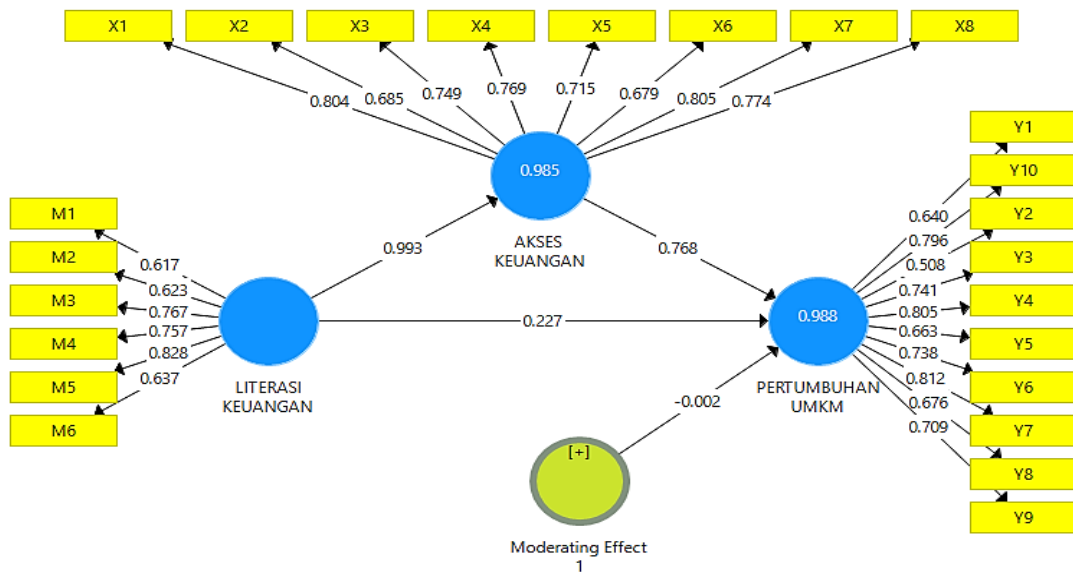 X1
X2
X3
X4
X5
X6
X7
X8
0.804
0.685
0.749
0.769
0.715
0.679
0.805
0.774
0.985
AKSES
KEUANGAN
M1
M2
M3
M4
M5
M6
0.617
0.623
0.767
0.757
0.828
0.637
LITERASI
KEUANGAN
0.993
0.768
0.227
-0.002
0.988
PERTUMBUHAN
UMKM
[+]
Moderating Effect
1
0.640
0.796
0.508
0.741
0.805
0.663
0.738
0.812
0.676
0.709
Y1
Y10
Y2
Y3
Y4
Y5
Y6
Y7
Y8
Y9